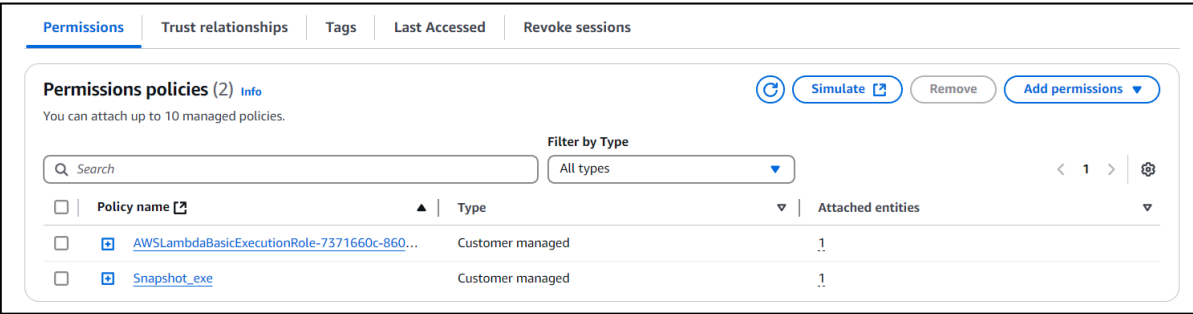 Permissions Trust relationships Tags Last Accessed Revoke sessions
Permissions policies (2) Info
Simulate Remove Add permissions
You can attach up to 10 managed policies.
Filter by Type
Search All types 1
Policy name Type Attached entities
AWSLambdaBasicExecutionRole-7371660c-860... Customer managed 1
Snapshot_exe Customer managed 1